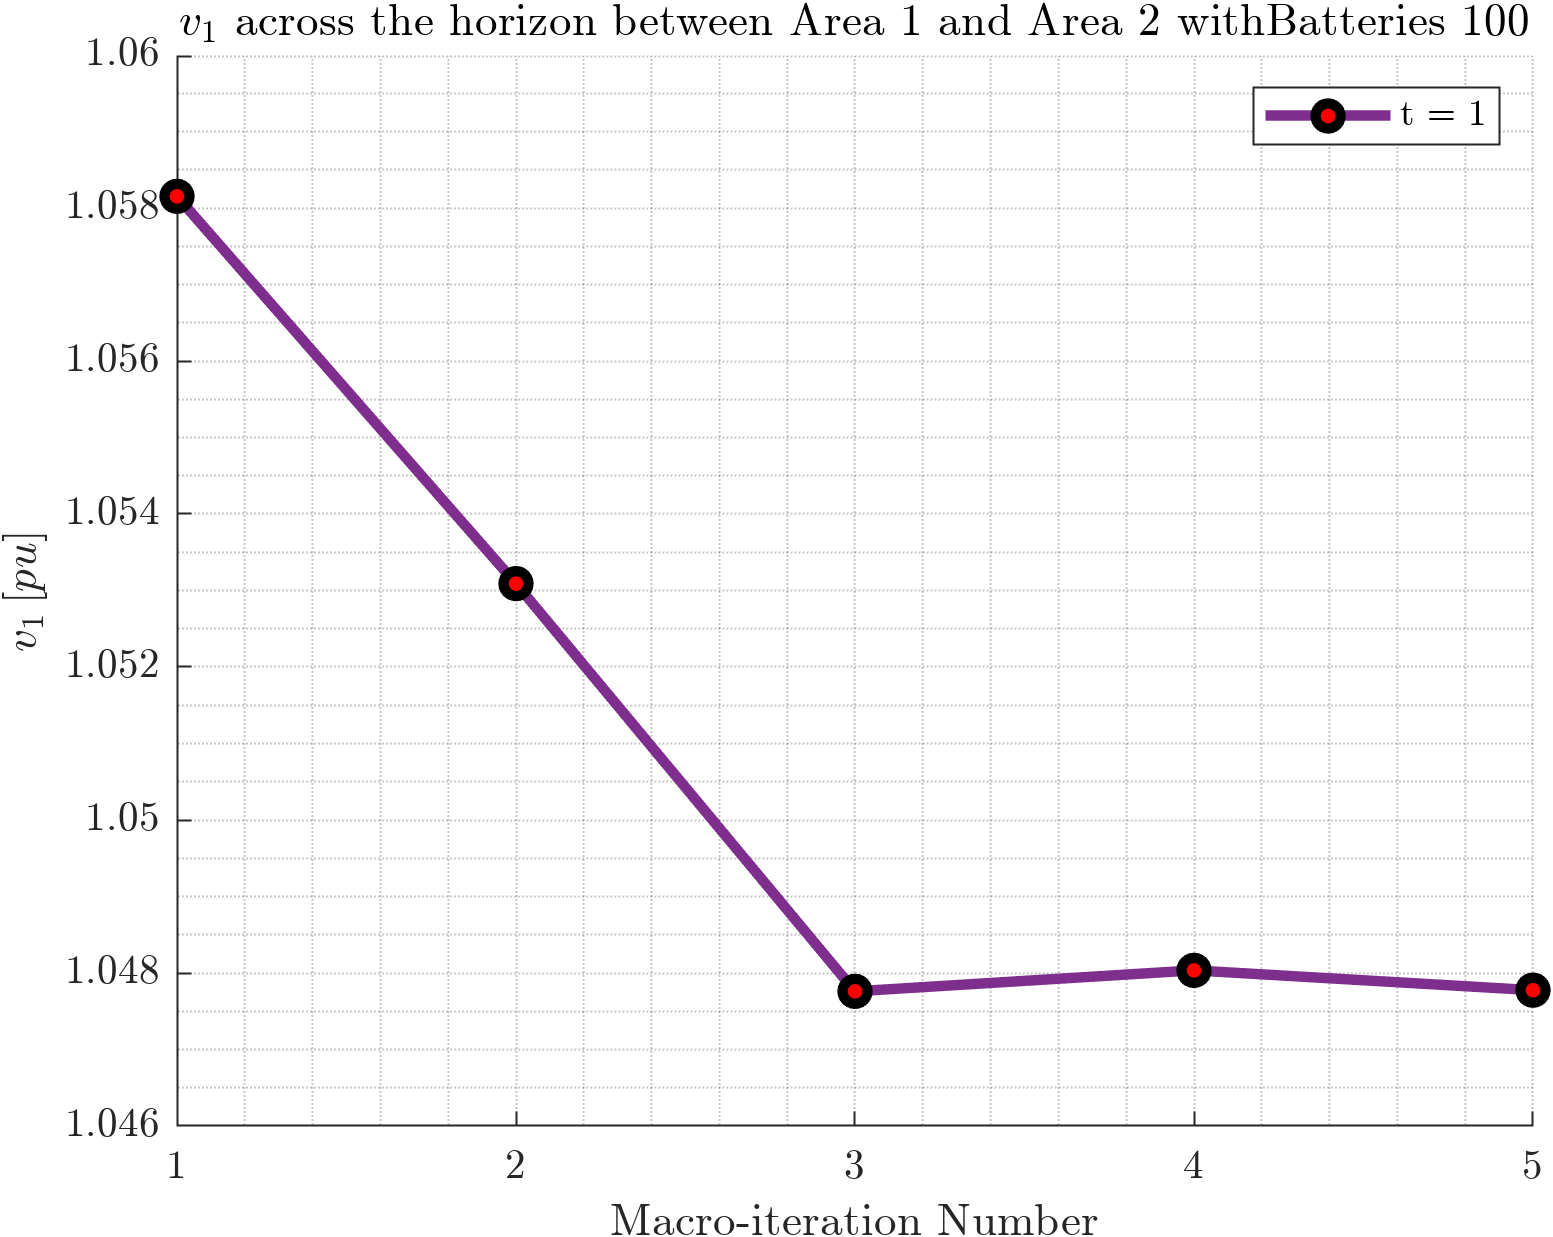 v₁ across the horizon between Area 1 and Area 2 withBatteries 100
t = 1
1.06
1.058
1.056
1.054
1.052
1.05
1.048
1.046
v₁ [pu]
1 2 3 4 5
Macro-iteration Number